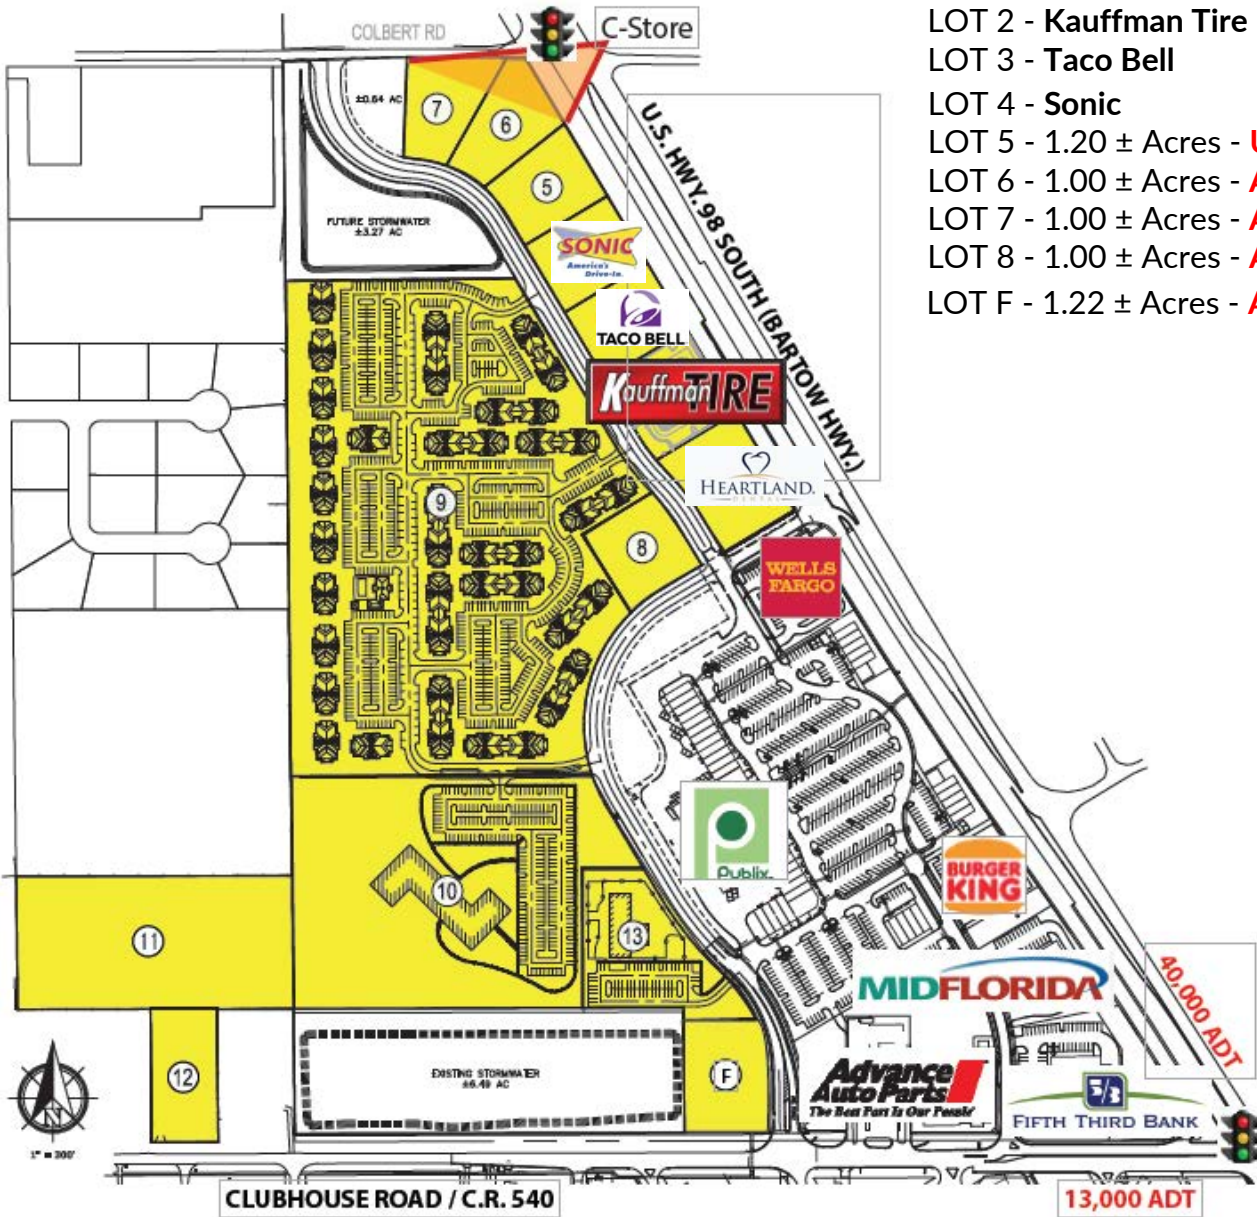 COLBERT RD
C-Store
LOT 2 - Kauffman Tire
LOT 3 - Taco Bell
LOT 4 - Sonic
LOT 5 - 1.20 ± Acres -
LOT 6 - 1.00 ± Acres -
LOT 7 - 1.00 ± Acres -
LOT 8 - 1.00 ± Acres -
LOT F - 1.22 ± Acres -
±0.64 AC
7
6
5
U.S. HWY. 98 SOUTH (BARTOW HWY.)
FUTURE STORMWATER
±3.27 AC
SONIC
America's
Drive-In.
TACO BELL
Kauffman TIRE
HEARTLAND.
DENTAL
9
8
WELLS
FARGO
Publix
BURGER
KING
10
11
13
MIDFLORIDA
40,000 ADT
12
EXISTING STORMWATER
±6.49 AC
F
Advance
Auto Parts
The Best Part Is Our People
5/3
FIFTH THIRD BANK
N
1" = 200'
CLUBHOUSE ROAD / C.R. 540
13,000 ADT